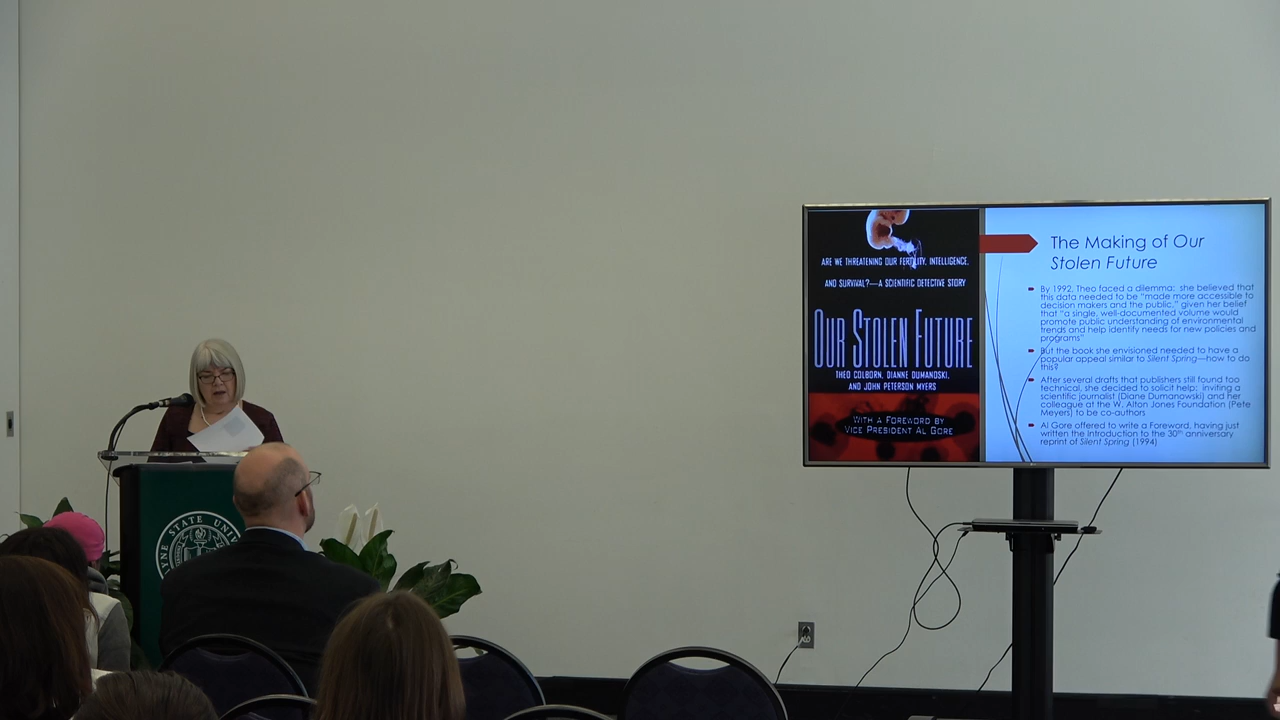 YNE STATE UNIV
ARE WE THREATENING OUR FERTILITY, INTELLIGENCE,
AND SURVIVAL?—A SCIENTIFIC DETECTIVE STORY
OUR STOLEN FUTURE
THEO COLBORN, DIANNE DUMANOSKI,
AND JOHN PETERSON MYERS
WITH A FOREWORD BY
VICE PRESIDENT AL GORE
The Making of Our
Stolen Future
By 1992, Theo faced a dilemma: she believed that
this data needed to be “made more accessible to
decision makers and the public,” given her belief
that “a single, well-documented volume would
promote public understanding of environmental
trends and help identify needs for new policies and
programs”
But the book she envisioned needed to have a
popular appeal similar to Silent Spring—how to do
this?
After several drafts that publishers still found too
technical, she decided to solicit help: inviting a
scientific journalist (Diane Dumanowski) and her
colleague at the W. Alton Jones Foundation (Pete
Meyers) to be co-authors
Al Gore offered to write a Foreword, having just
written the introduction to the 30th anniversary
reprint of Silent Spring (1994)